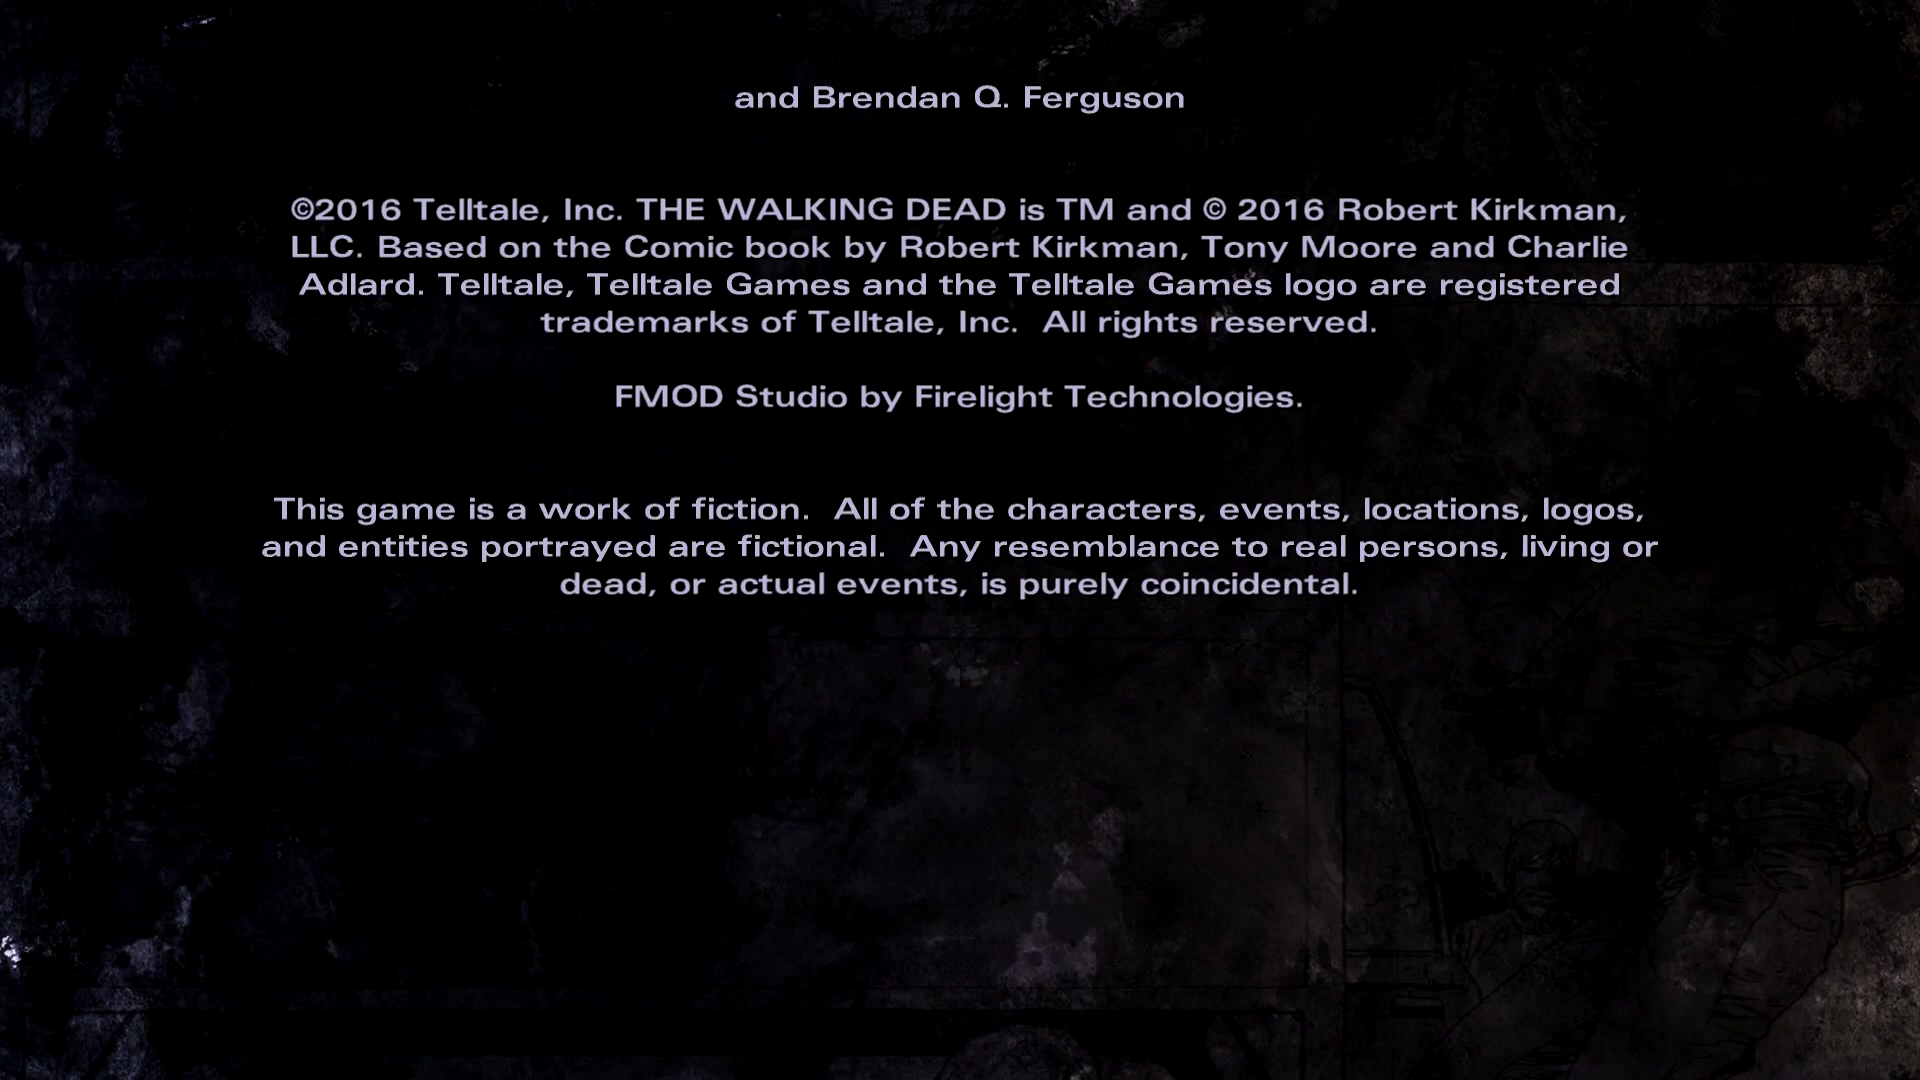 and Brendan Q. Ferguson
©2016 Telltale, Inc. THE WALKING DEAD is TM and © 2016 Robert Kirkman,
LLC. Based on the Comic book by Robert Kirkman, Tony Moore and Charlie
Adlard. Telltale, Telltale Games and the Telltale Games logo are registered
trademarks of Telltale, Inc.  All rights reserved.
FMOD Studio by Firelight Technologies.
This game is a work of fiction.  All of the characters, events, locations, logos,
and entities portrayed are fictional.  Any resemblance to real persons, living or
dead, or actual events, is purely coincidental.